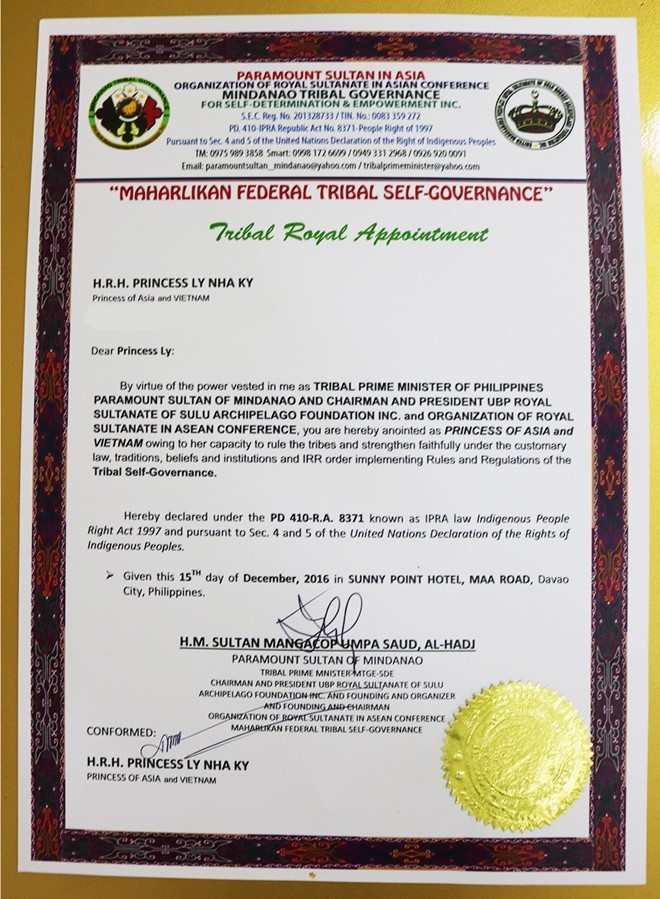 PARAMOUNT SULTAN IN ASIA
ORGANIZATION OF ROYAL SULTANATE IN ASIAN CONFERENCE
MINDANAO TRIBAL GOVERNANCE
FOR SELF-DETERMINATION & EMPOWERMENT INC.
S.E.C. Reg. No. 201328733 / TIN. No.: 0083 359 272
PD. 410-IPRA Republic Act No. 8371-People Right of 1997
Pursuant to Sec. 4 and 5 of the United Nations Declaration of the Right of Indigenous Peoples
TM: 0975 989 3858 Smart: 0998 172 6699 / 0949 331 2968 / 0926 920 0091
Email: paramountsultan_mindanao@yahoo.com / tribalprimeminister@yahoo.com
"MAHARLIKAN FEDERAL TRIBAL SELF-GOVERNANCE"
Tribal Royal Appointment
H.R.H. PRINCESS LY NHA KY
Princess of Asia and VIETNAM
Dear Princess Ly:
By virtue of the power vested in me as TRIBAL PRIME MINISTER OF PHILIPPINES
PARAMOUNT SULTAN OF MINDANAO AND CHAIRMAN AND PRESIDENT UBP ROYAL
SULTANATE OF SULU ARCHIPELAGO FOUNDATION INC. and ORGANIZATION OF ROYAL
SULTANATE IN ASEAN CONFERENCE, you are hereby anointed as PRINCESS OF ASIA and
VIETNAM owing to her capacity to rule the tribes and strengthen faithfully under the customary
law, traditions, beliefs and institutions and IRR order implementing Rules and Regulations of the
Tribal Self-Governance.
Hereby declared under the PD 410-R.A. 8371 known as IPRA law Indigenous People
Right Act 1997 and pursuant to Sec. 4 and 5 of the United Nations Declaration of the Rights of
Indigenous Peoples.
➢ Given this 15TH day of December, 2016 in SUNNY POINT HOTEL, MAA ROAD, Davao
City, Philippines.
H.M. SULTAN MANGACOP UMPA SAUD, AL-HADJ
PARAMOUNT SULTAN OF MINDANAO
TRIBAL PRIME MNISTER MTGE-SDE
CHAIRMAN AND PRESIDENT UBP ROYAL SULTANATE OF SULU
ARCHIPELAGO FOUNDATION INC. AND FOUNDING AND ORGANIZER
AND FOUNDING AND CHAIRMAN
ORGANIZATION OF ROYAL SULTANATE IN ASEAN CONFERENCE
MAHARLIKAN FEDERAL TRIBAL SELF-GOVERNANCE
CONFORMED:
H.R.H. PRINCESS LY NHA KY
PRINCESS OF ASIA and VIETNAM